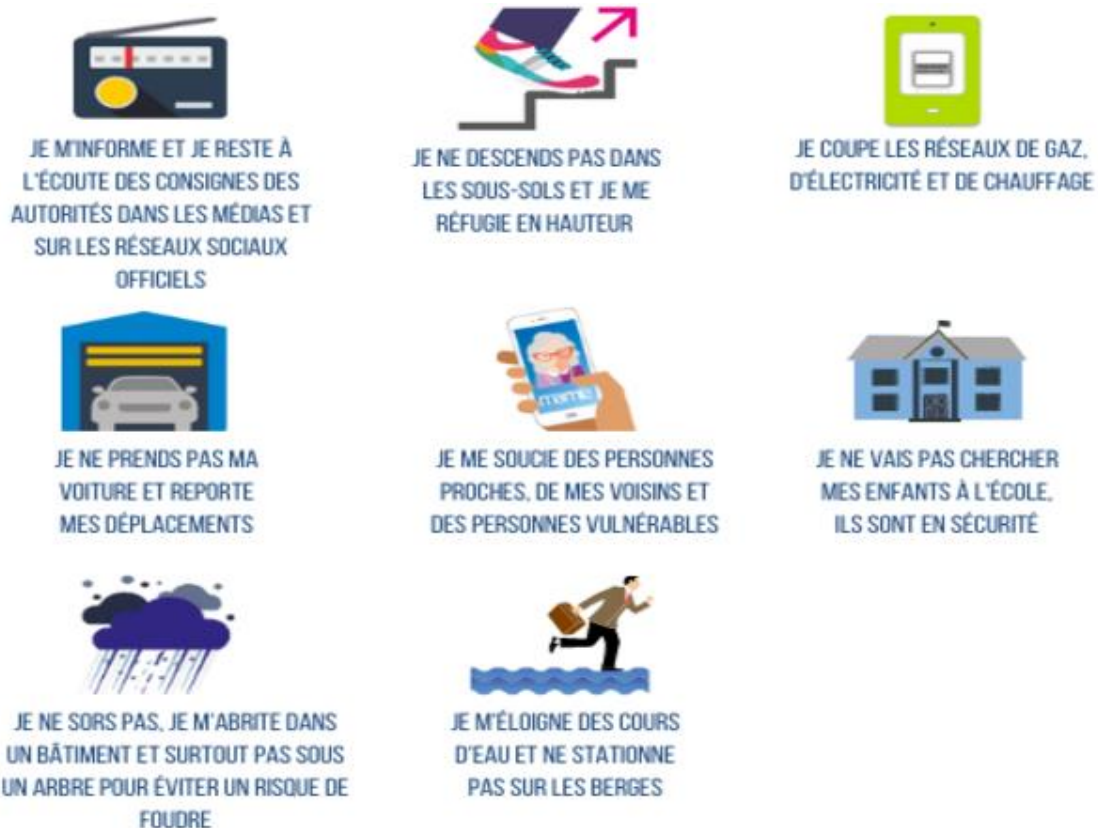 JE M'INFORME ET JE RESTE À
L'ÉCOUTE DES CONSIGNES DES
AUTORITÉS DANS LES MÉDIAS ET
SUR LES RÉSEAUX SOCIAUX
OFFICIELS
JE NE DESCENDS PAS DANS
LES SOUS-SOLS ET JE ME
RÉFUGIE EN HAUTEUR
JE COUPE LES RÉSEAUX DE GAZ,
D'ÉLECTRICITÉ ET DE CHAUFFAGE
JE NE PRENDS PAS MA
VOITURE ET REPORTE
MES DÉPLACEMENTS
mamie
JE ME SOUCIE DES PERSONNES
PROCHES, DE MES VOISINS ET
DES PERSONNES VULNÉRABLES
JE NE VAIS PAS CHERCHER
MES ENFANTS À L'ÉCOLE,
ILS SONT EN SÉCURITÉ
JE NE SORS PAS, JE M'ABRITE DANS
UN BÂTIMENT ET SURTOUT PAS SOUS
UN ARBRE POUR ÉVITER UN RISQUE DE
FOUDRE
JE M'ÉLOIGNE DES COURS
D'EAU ET NE STATIONNE
PAS SUR LES BERGES